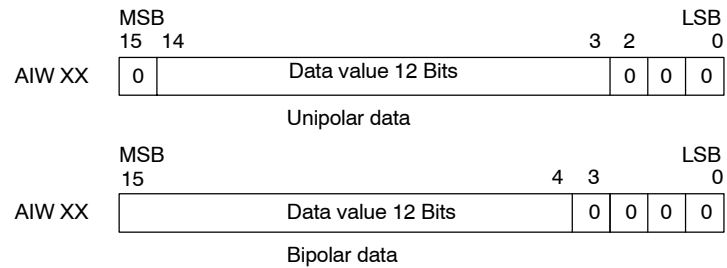 MSB LSB
15 14 3 2 0
AIW XX 0 Data value 12 Bits 0 0 0
Unipolar data
MSB LSB
15 4 3 0
AIW XX Data value 12 Bits 0 0 0 0
Bipolar data